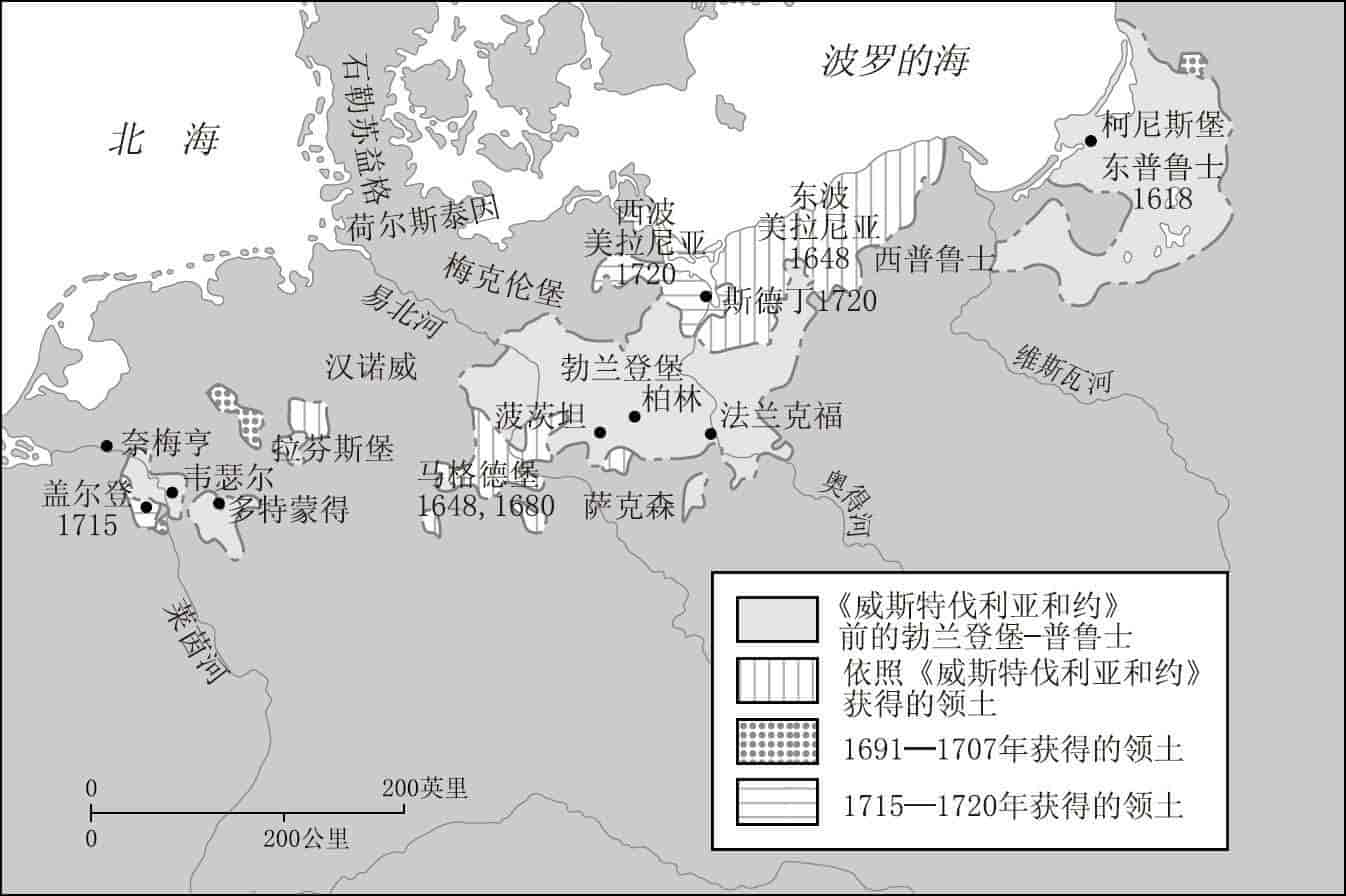 波罗的海
北 海
石勒苏益格
荷尔斯泰因
柯尼斯堡
东普鲁士
1618
西波
美拉尼亚
1720
东波
美拉尼亚
1648
西普鲁士
梅克伦堡
易北河
斯德丁1720
汉诺威
勃兰登堡
柏林
波茨坦
法兰克福
维斯瓦河
奈梅亨
拉芬斯堡
韦瑟尔
盖尔登
1715
多特蒙得
马格德堡
1648,1680
萨克森
奥得河
莱茵河
《威斯特伐利亚和约》
前的勃兰登堡—普鲁士
依照《威斯特伐利亚和约》
获得的领土
1691—1707年获得的领土
1715—1720年获得的领土
0 200英里
0 200公里